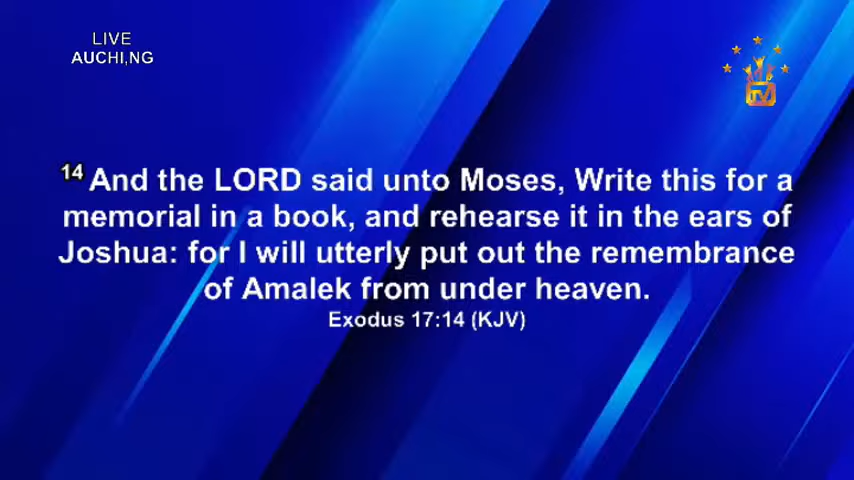 LIVE
AUCHI,NG
TV
14 And the LORD said unto Moses, Write this for a
memorial in a book, and rehearse it in the ears of
Joshua: for I will utterly put out the remembrance
of Amalek from under heaven.
Exodus 17:14 (KJV)